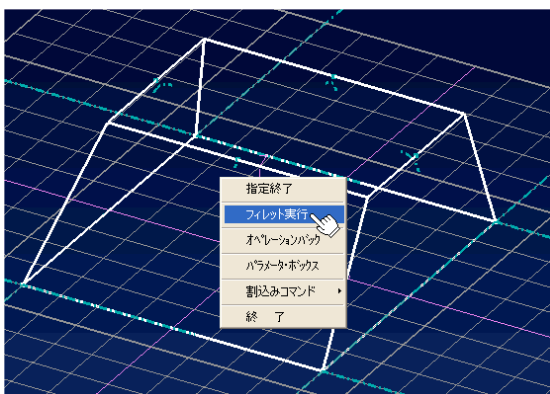 指定終了
フィレット実行
オペレーションバック
パラメータ・ボックス
割込みコマンド
終　了